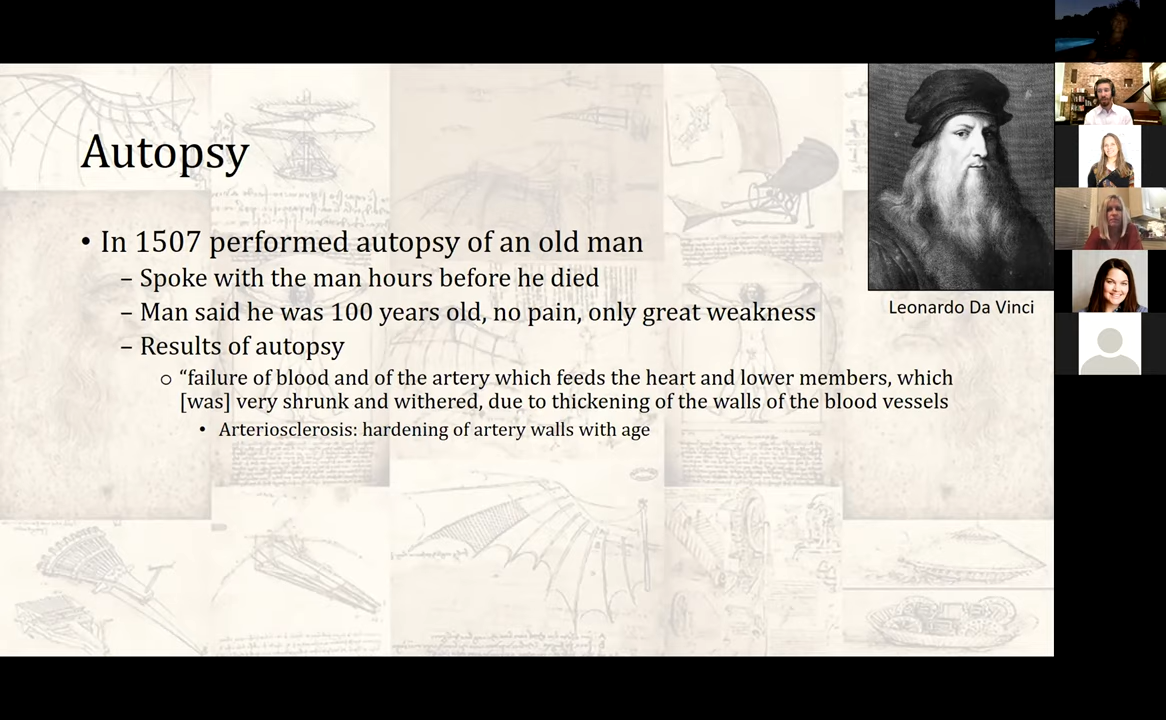 Autopsy
• In 1507 performed autopsy of an old man
– Spoke with the man hours before he died
– Man said he was 100 years old, no pain, only great weakness
– Results of autopsy
○ “failure of blood and of the artery which feeds the heart and lower members, which
[was] very shrunk and withered, due to thickening of the walls of the blood vessels
• Arteriosclerosis: hardening of artery walls with age
Leonardo Da Vinci